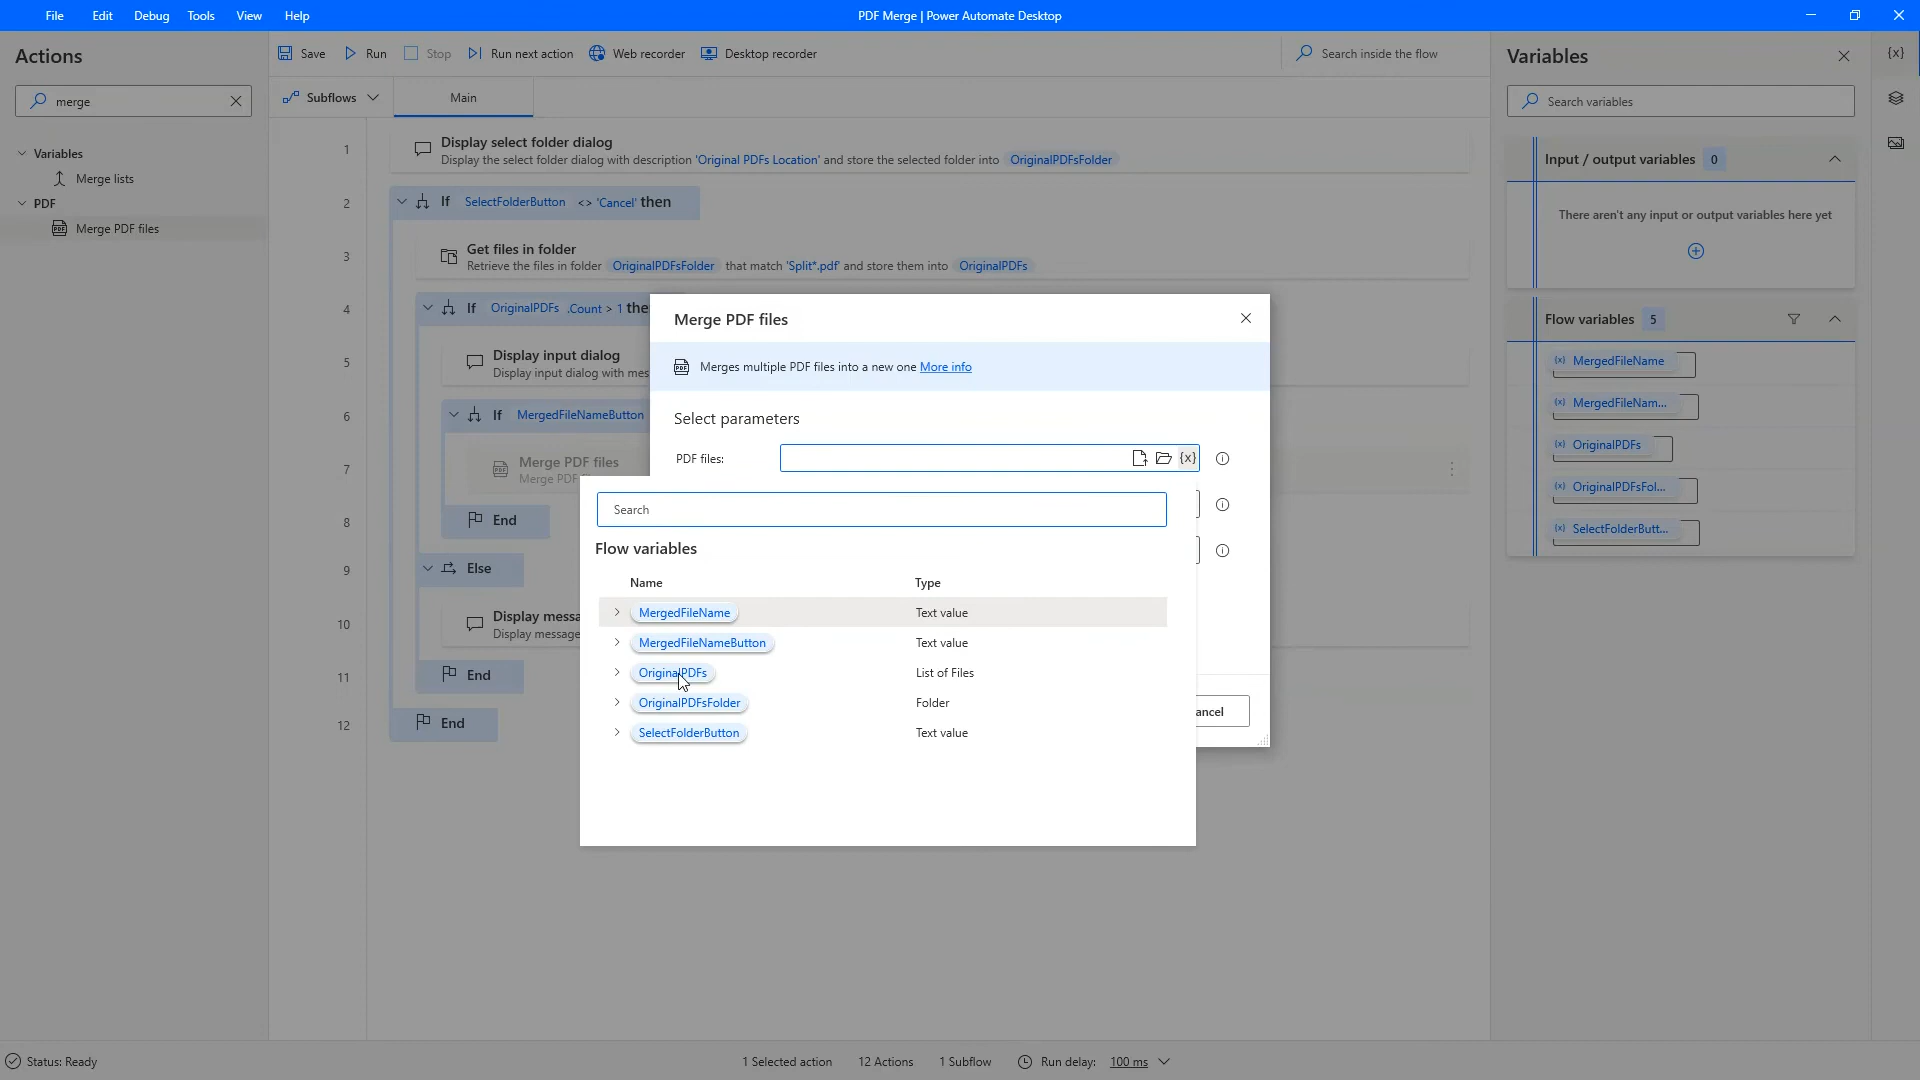 File Edit Debug Tools View Help
PDF Merge | Power Automate Desktop
Actions
merge
Variables
Merge lists
PDF
Merge PDF files
Save Run Stop Run next action Web recorder Desktop recorder
Search inside the flow
Subflows Main
1 Display select folder dialog
Display the select folder dialog with description 'Original PDFs Location' and store the selected folder into OriginalPDFsFolder
2 If SelectFolderButton <> 'Cancel' then
3 Get files in folder
Retrieve the files in folder OriginalPDFsFolder that match 'Split*.pdf' and store them into OriginalPDFs
4 If OriginalPDFs .Count > 1 the
5 Display input dialog
Display input dialog with mes
6 If MergedFileNameButton
7 Merge PDF files
Merge PDF
8 End
9 Else
10 Display messa
Display message
11 End
12 End
Merge PDF files
PDF Merges multiple PDF files into a new one More info
Select parameters
PDF files: {x}
Search
Flow variables
Name Type
MergedFileName Text value
MergedFileNameButton Text value
OriginalPDFs List of Files
OriginalPDFsFolder Folder
SelectFolderButton Text value
ancel
Variables
{x}
Search variables
Input / output variables 0
There aren't any input or output variables here yet
Flow variables 5
(x) MergedFileName
(x) MergedFileNam...
(x) OriginalPDFs
(x) OriginalPDFsFol...
(x) SelectFolderButt...
Status: Ready
1 Selected action 12 Actions 1 Subflow Run delay: 100 ms